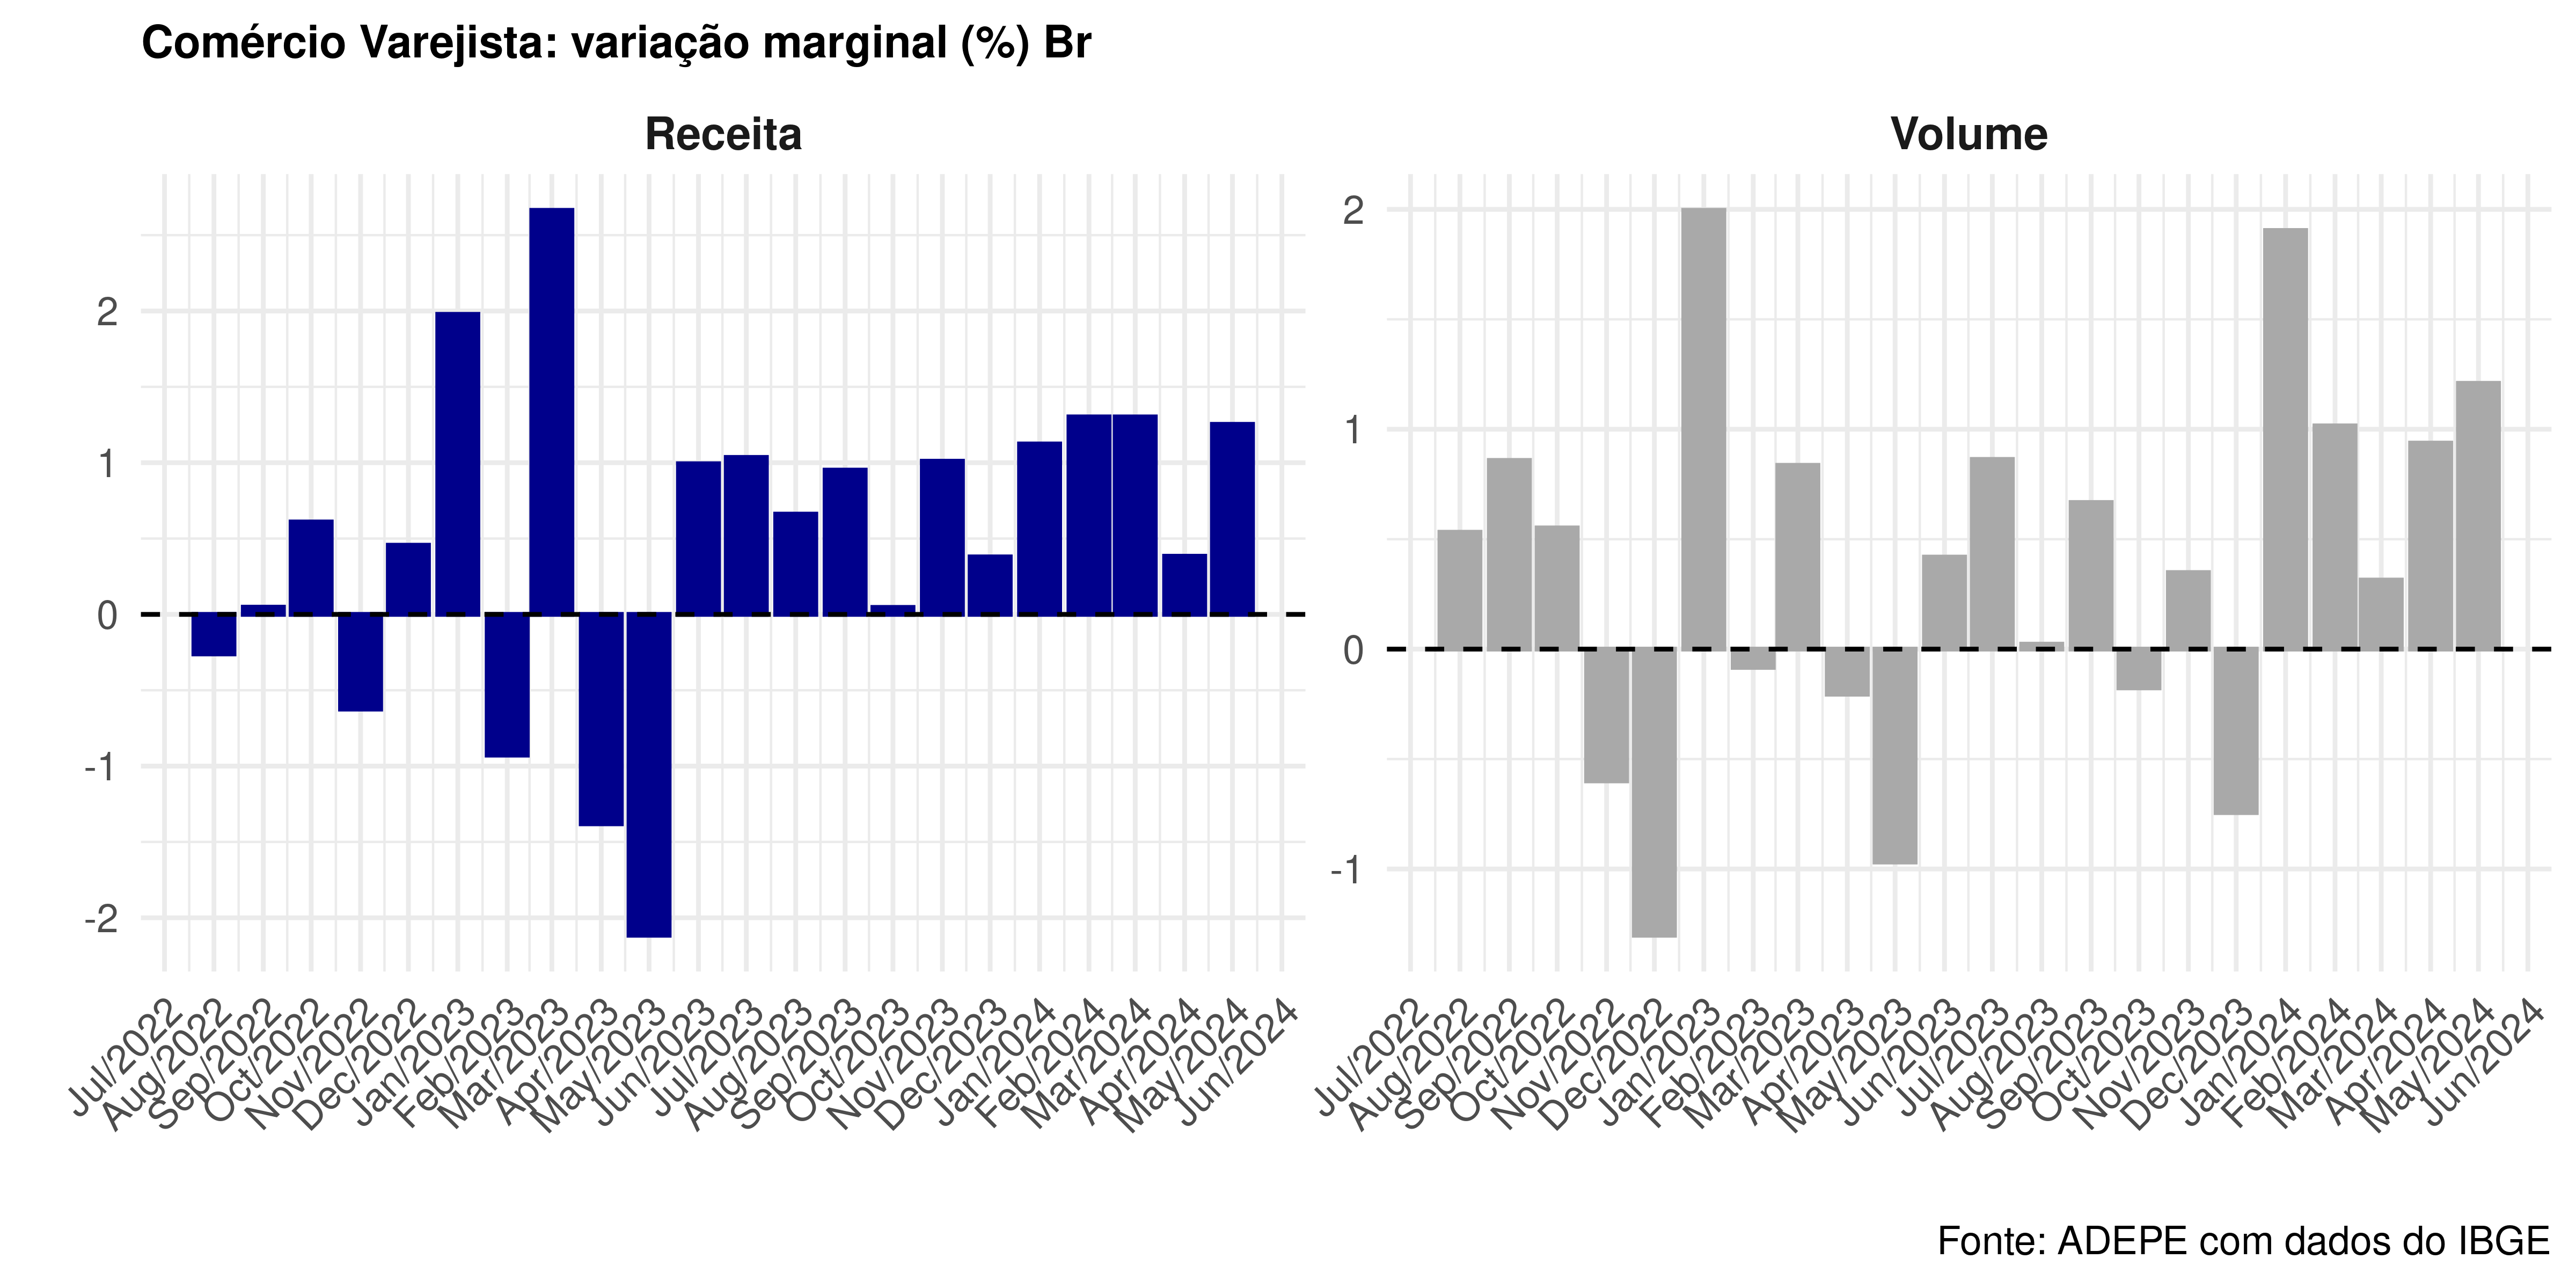 Comércio Varejista: variação marginal (%) Br
Receita
2
1
0
-1
-2
Jul/2022
Aug/2022
Sep/2022
Oct/2022
Nov/2022
Dec/2022
Jan/2023
Feb/2023
Mar/2023
Apr/2023
May/2023
Jun/2023
Jul/2023
Aug/2023
Sep/2023
Oct/2023
Nov/2023
Dec/2023
Jan/2024
Feb/2024
Mar/2024
Apr/2024
May/2024
Jun/2024
Volume
2
1
0
-1
Jul/2022
Aug/2022
Sep/2022
Oct/2022
Nov/2022
Dec/2022
Jan/2023
Feb/2023
Mar/2023
Apr/2023
May/2023
Jun/2023
Jul/2023
Aug/2023
Sep/2023
Oct/2023
Nov/2023
Dec/2023
Jan/2024
Feb/2024
Mar/2024
Apr/2024
May/2024
Jun/2024
Fonte: ADEPE com dados do IBGE